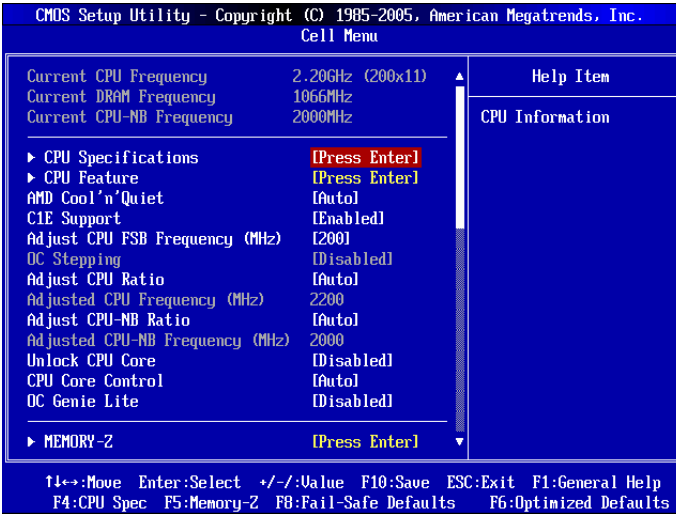 CMOS Setup Utility - Copyright (C) 1985-2005, American Megatrends, Inc.
Cell Menu
Current CPU Frequency 2.20GHz (200x11)
Current DRAM Frequency 1066MHz
Current CPU-NB Frequency 2000MHz
CPU Specifications [Press Enter]
CPU Feature [Press Enter]
AMD Cool'n'Quiet [Auto]
C1E Support [Enabled]
Adjust CPU FSB Frequency (MHz) [200]
OC Stepping [Disabled]
Adjust CPU Ratio [Auto]
Adjusted CPU Frequency (MHz) 2200
Adjust CPU-NB Ratio [Auto]
Adjusted CPU-NB Frequency (MHz) 2000
Unlock CPU Core [Disabled]
CPU Core Control [Auto]
OC Genie Lite [Disabled]
MEMORY-Z [Press Enter]
Help Item
CPU Information
↑↓↔:Move Enter:Select +/-/:Value F10:Save ESC:Exit F1:General Help
F4:CPU Spec F5:Memory-Z F8:Fail-Safe Defaults F6:Optimized Defaults